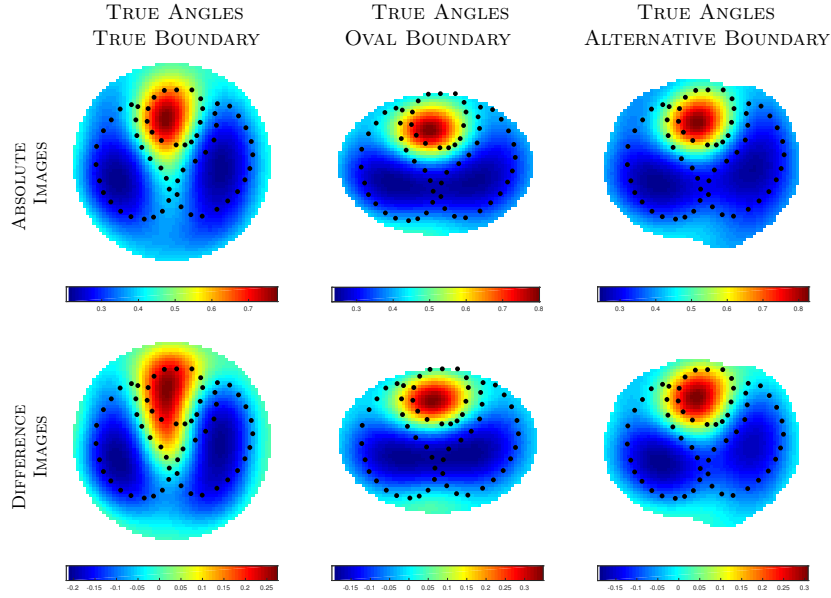 True Angles
True Boundary
True Angles
Oval Boundary
True Angles
Alternative Boundary
Absolute
Images
0.3 0.4 0.5 0.6 0.7
0.3 0.4 0.5 0.6 0.7 0.8
0.3 0.4 0.5 0.6 0.7 0.8
Difference
Images
-0.2 -0.15 -0.1 -0.05 0 0.05 0.1 0.15 0.2 0.25
-0.15 -0.1 -0.05 0 0.05 0.1 0.15 0.2 0.25 0.3
-0.15 -0.1 -0.05 0 0.05 0.1 0.15 0.2 0.25 0.3